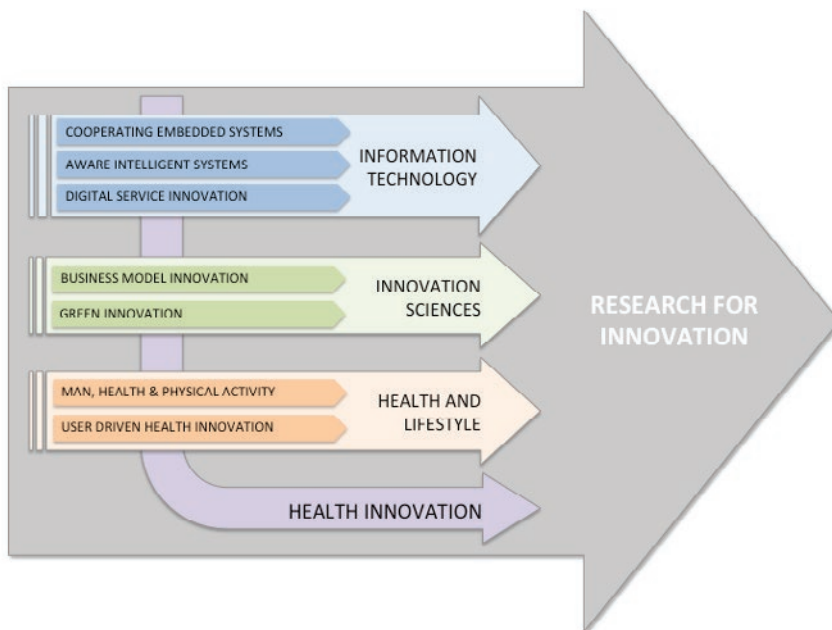 COOPERATING EMBEDDED SYSTEMS
AWARE INTELLIGENT SYSTEMS
DIGITAL SERVICE INNOVATION
INFORMATION
TECHNOLOGY
BUSINESS MODEL INNOVATION
GREEN INNOVATION
INNOVATION
SCIENCES
MAN, HEALTH & PHYSICAL ACTIVITY
USER DRIVEN HEALTH INNOVATION
HEALTH AND
LIFESTYLE
HEALTH INNOVATION
RESEARCH FOR
INNOVATION